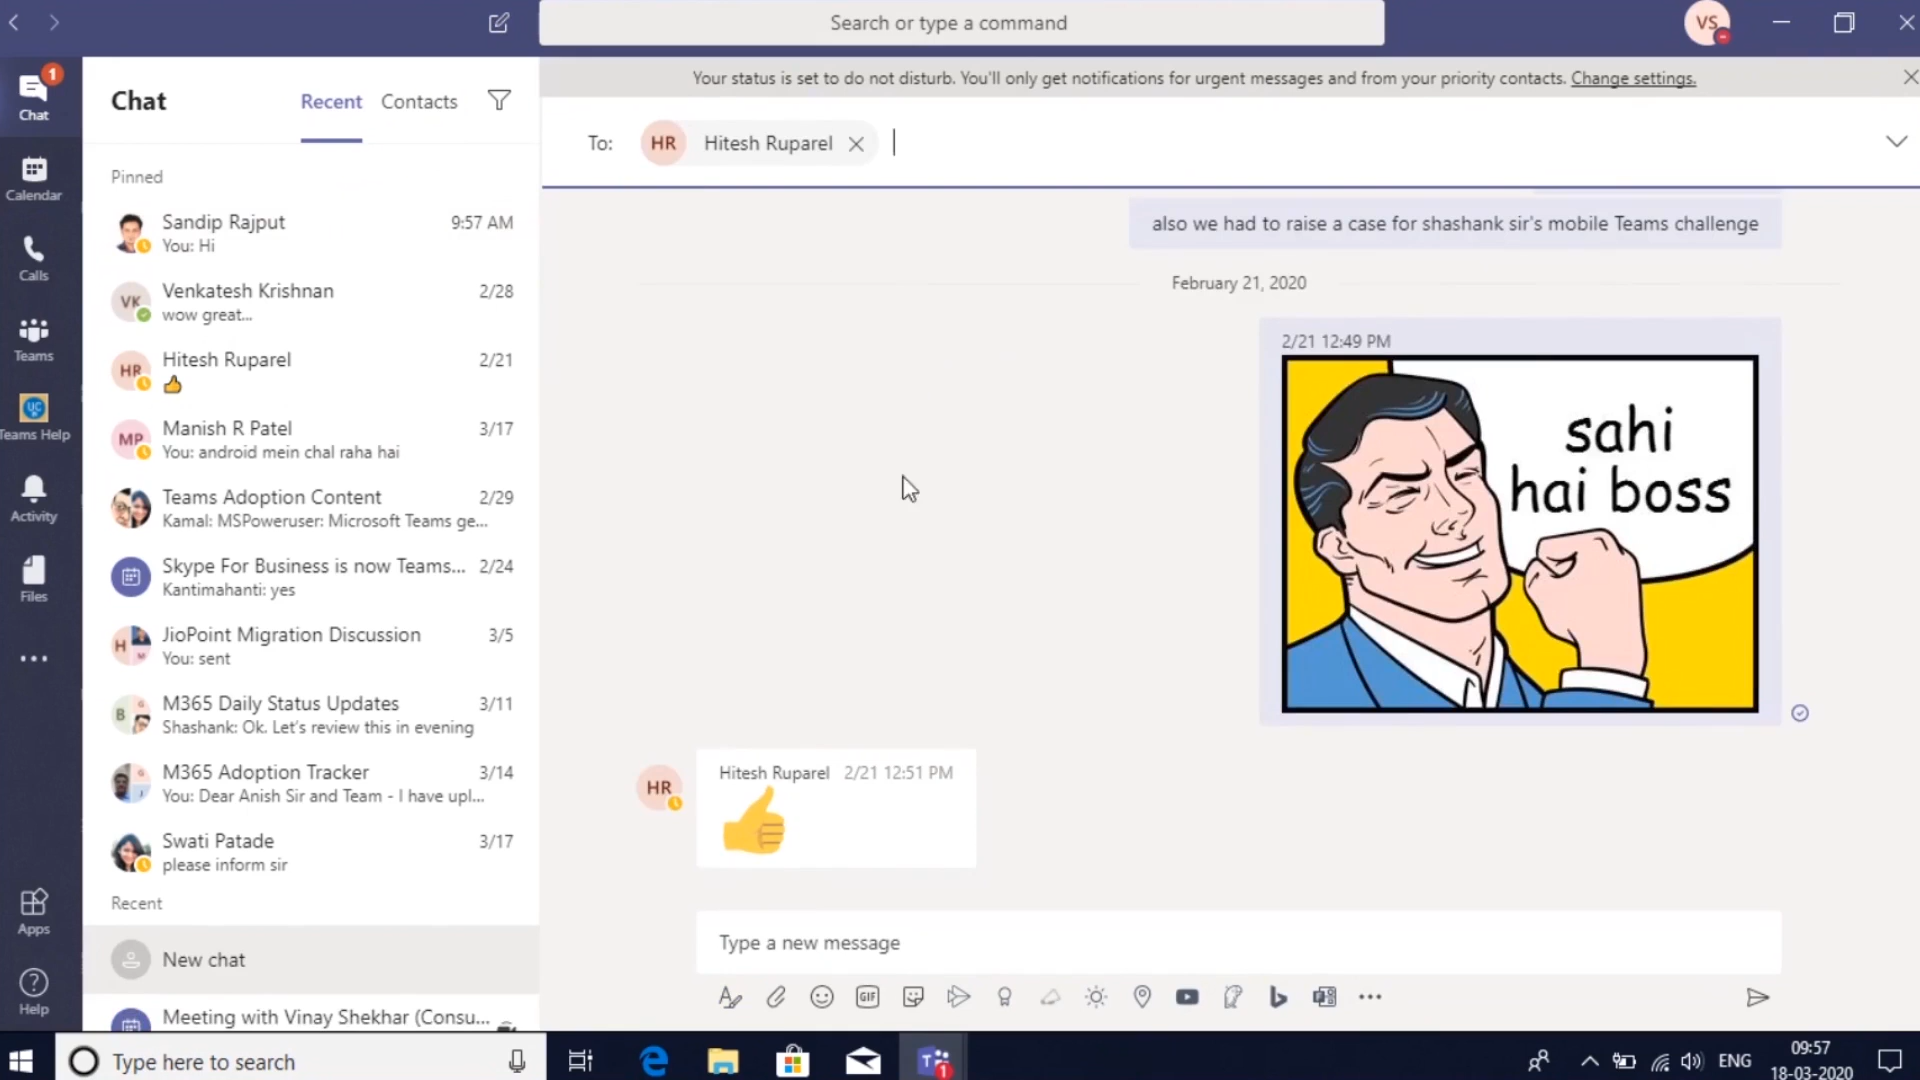 Search or type a command
VS
1
Chat
Calendar
Calls
Teams
UC
Teams Help
Activity
Files
Apps
Help
Chat
Recent
Contacts
Pinned
Sandip Rajput 9:57 AM
You: Hi
VK
Venkatesh Krishnan 2/28
wow great...
HR
Hitesh Ruparel 2/21
MP
Manish R Patel 3/17
You: android mein chal raha hai
Teams Adoption Content 2/29
Kamal: MSPoweruser: Microsoft Teams ge...
Skype For Business is now Teams... 2/24
Kantimahanti: yes
H
M
JioPoint Migration Discussion 3/5
You: sent
B
G
M365 Daily Status Updates 3/11
Shashank: Ok. Let's review this in evening
G
M365 Adoption Tracker 3/14
You: Dear Anish Sir and Team - I have upl...
Swati Patade 3/17
please inform sir
Recent
New chat
Meeting with Vinay Shekhar (Consu...
Your status is set to do not disturb. You'll only get notifications for urgent messages and from your priority contacts. Change settings.
To: HR Hitesh Ruparel
also we had to raise a case for shashank sir's mobile Teams challenge
February 21, 2020
2/21 12:49 PM
sahi
hai boss
HR
Hitesh Ruparel 2/21 12:51 PM
Type a new message
GIF
Type here to search
T
1
ENG
09:57
18-03-2020